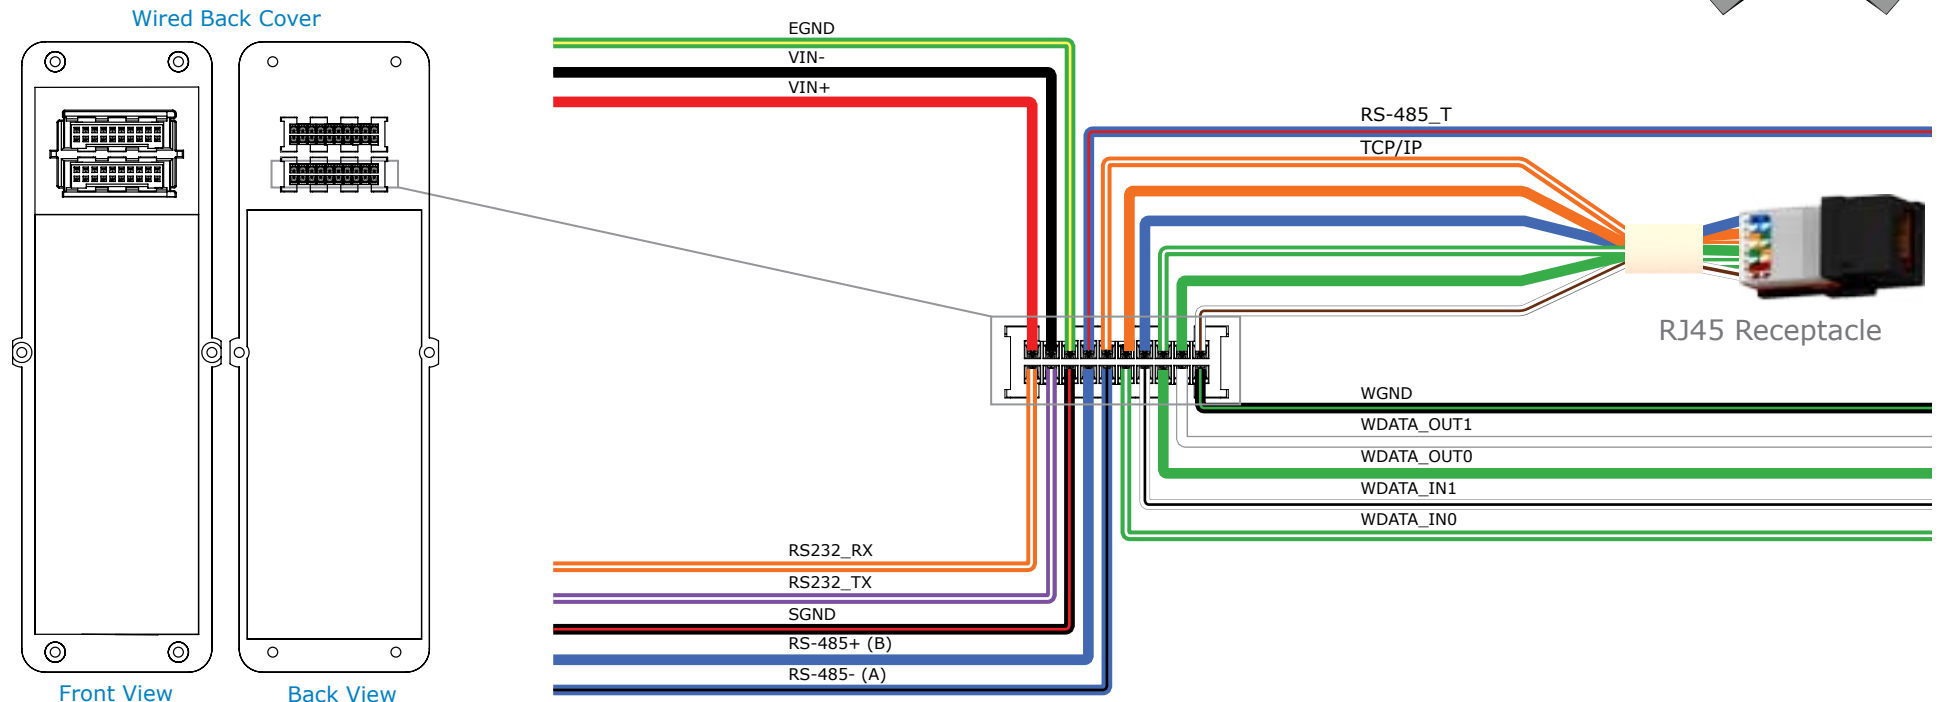 Wired Back Cover
EGND
VIN-
VIN+
RS-485_T
TCP/IP
RJ45 Receptacle
WGND
WDATA_OUT1
WDATA_OUT0
WDATA_IN1
WDATA_IN0
RS232_RX
RS232_TX
SGND
RS-485+ (B)
RS-485- (A)
Front View
Back View